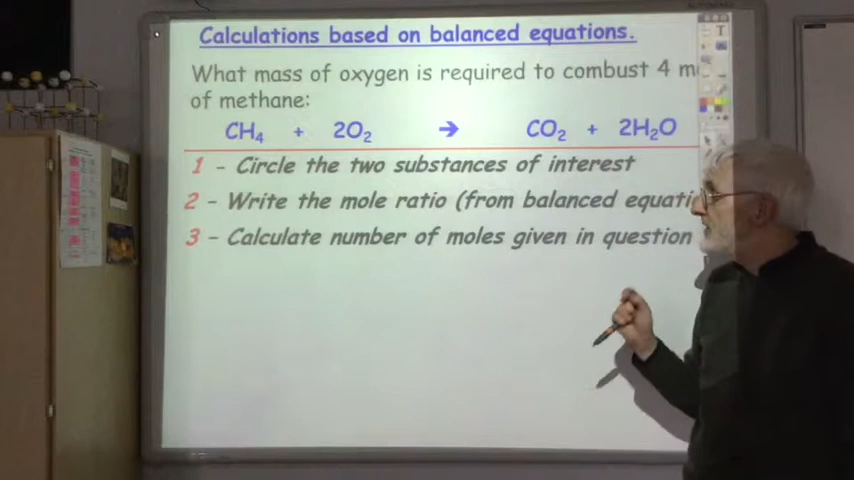 Calculations based on balanced equations.
What mass of oxygen is required to combust 4
of methane:
CH₄ + 2O₂ → CO₂ + 2H₂O
1 - Circle the two substances of interest
2 - Write the mole ratio (from balanced
3 - Calculate number of moles given in question